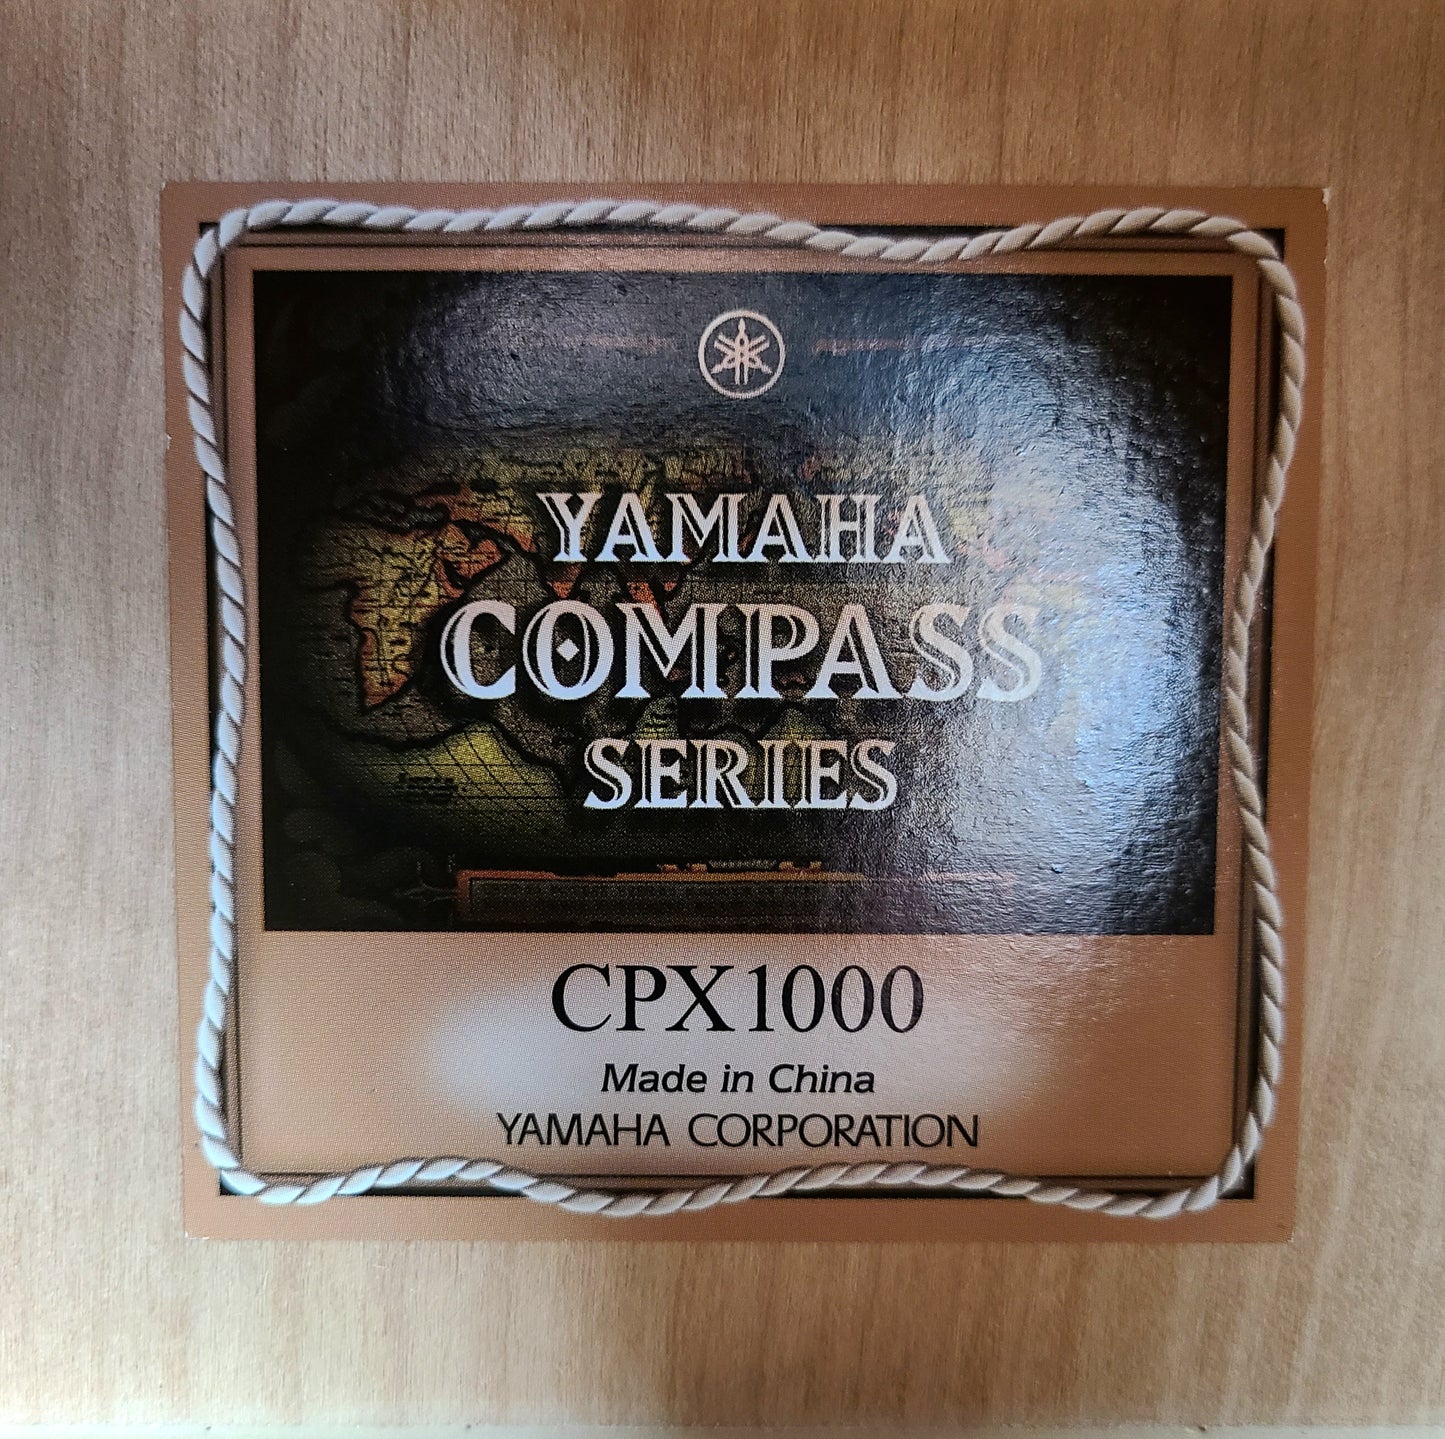 YAMAHA
COMPASS
SERIES
CPX1000
Made in China
YAMAHA CORPORATION